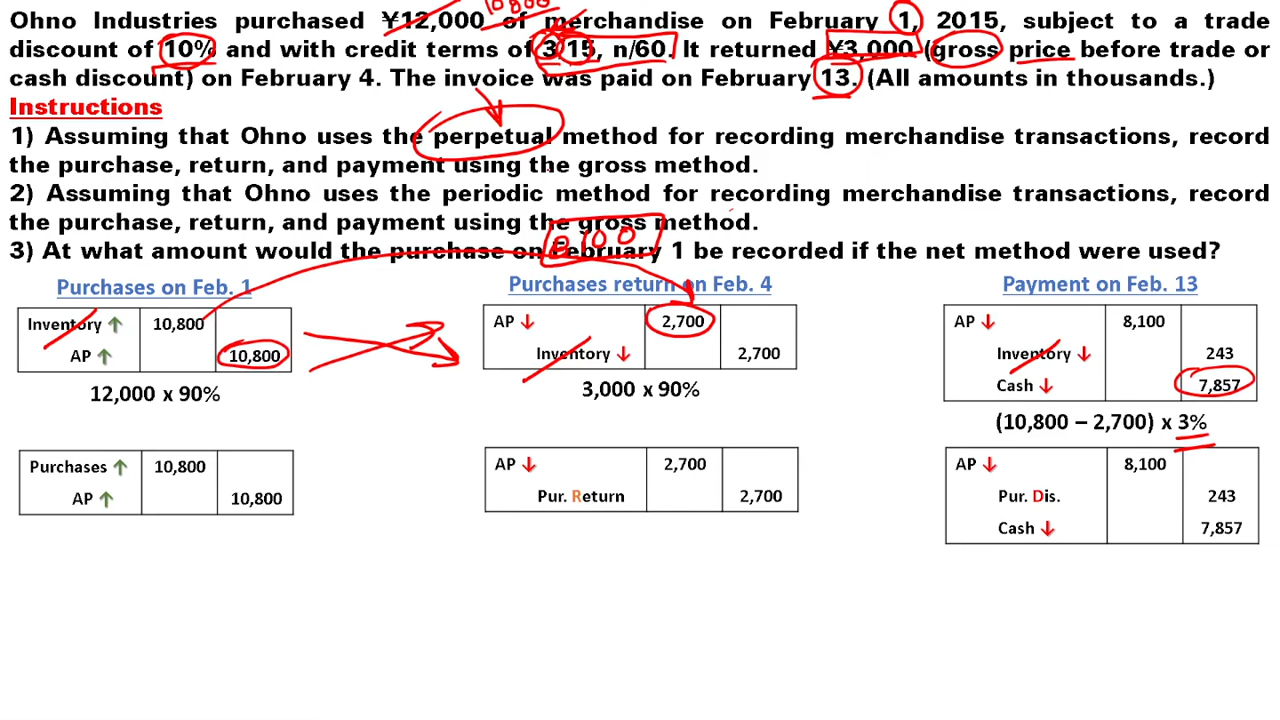 10800
Ohno Industries purchased ¥12,000 of merchandise on February 1, 2015, subject to a trade
discount of 10% and with credit terms of 3/15, n/60. It returned ¥3,000 (gross price before trade or
cash discount) on February 4. The invoice was paid on February 13. (All amounts in thousands.)
Instructions
1) Assuming that Ohno uses the perpetual method for recording merchandise transactions, record
the purchase, return, and payment using the gross method.
2) Assuming that Ohno uses the periodic method for recording merchandise transactions, record
the purchase, return, and payment using the gross method.
8100
3) At what amount would the purchase on February 1 be recorded if the net method were used?
Purchases on Feb. 1
Inventory ↑ 10,800
AP ↑ 10,800
12,000 x 90%
Purchases return on Feb. 4
AP ↓ 2,700
Inventory ↓ 2,700
3,000 x 90%
Payment on Feb. 13
AP ↓ 8,100
Inventory ↓ 243
Cash ↓ 7,857
(10,800 – 2,700) x 3%
Purchases ↑ 10,800
AP ↑ 10,800
AP ↓ 2,700
Pur. Return 2,700
AP ↓ 8,100
Pur. Dis. 243
Cash ↓ 7,857